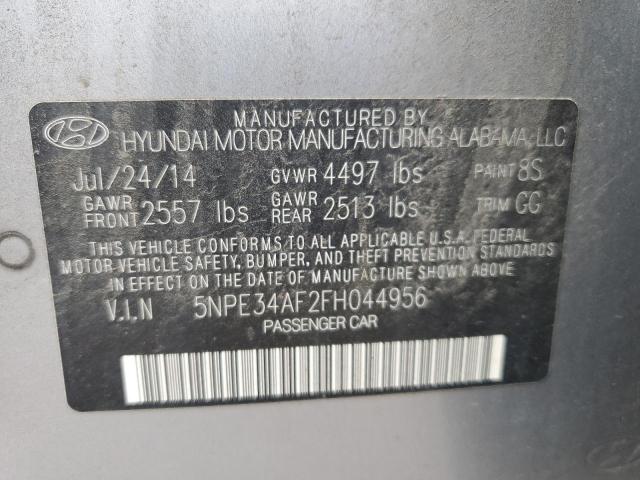 MANUFACTURED BY
HYUNDAI MOTOR MANUFACTURING ALABAMA, LLC
Jul/24/14 GVWR 4497 lbs PAINT 8S
GAWR FRONT 2557 lbs GAWR REAR 2513 lbs TRIM GG
THIS VEHICLE CONFORMS TO ALL APPLICABLE U.S.A. FEDERAL
MOTOR VEHICLE SAFETY, BUMPER, AND THEFT PREVENTION STANDARDS
IN EFFECT ON THE DATE OF MANUFACTURE SHOWN ABOVE.
V.I.N 5NPE34AF2FH044956
PASSENGER CAR